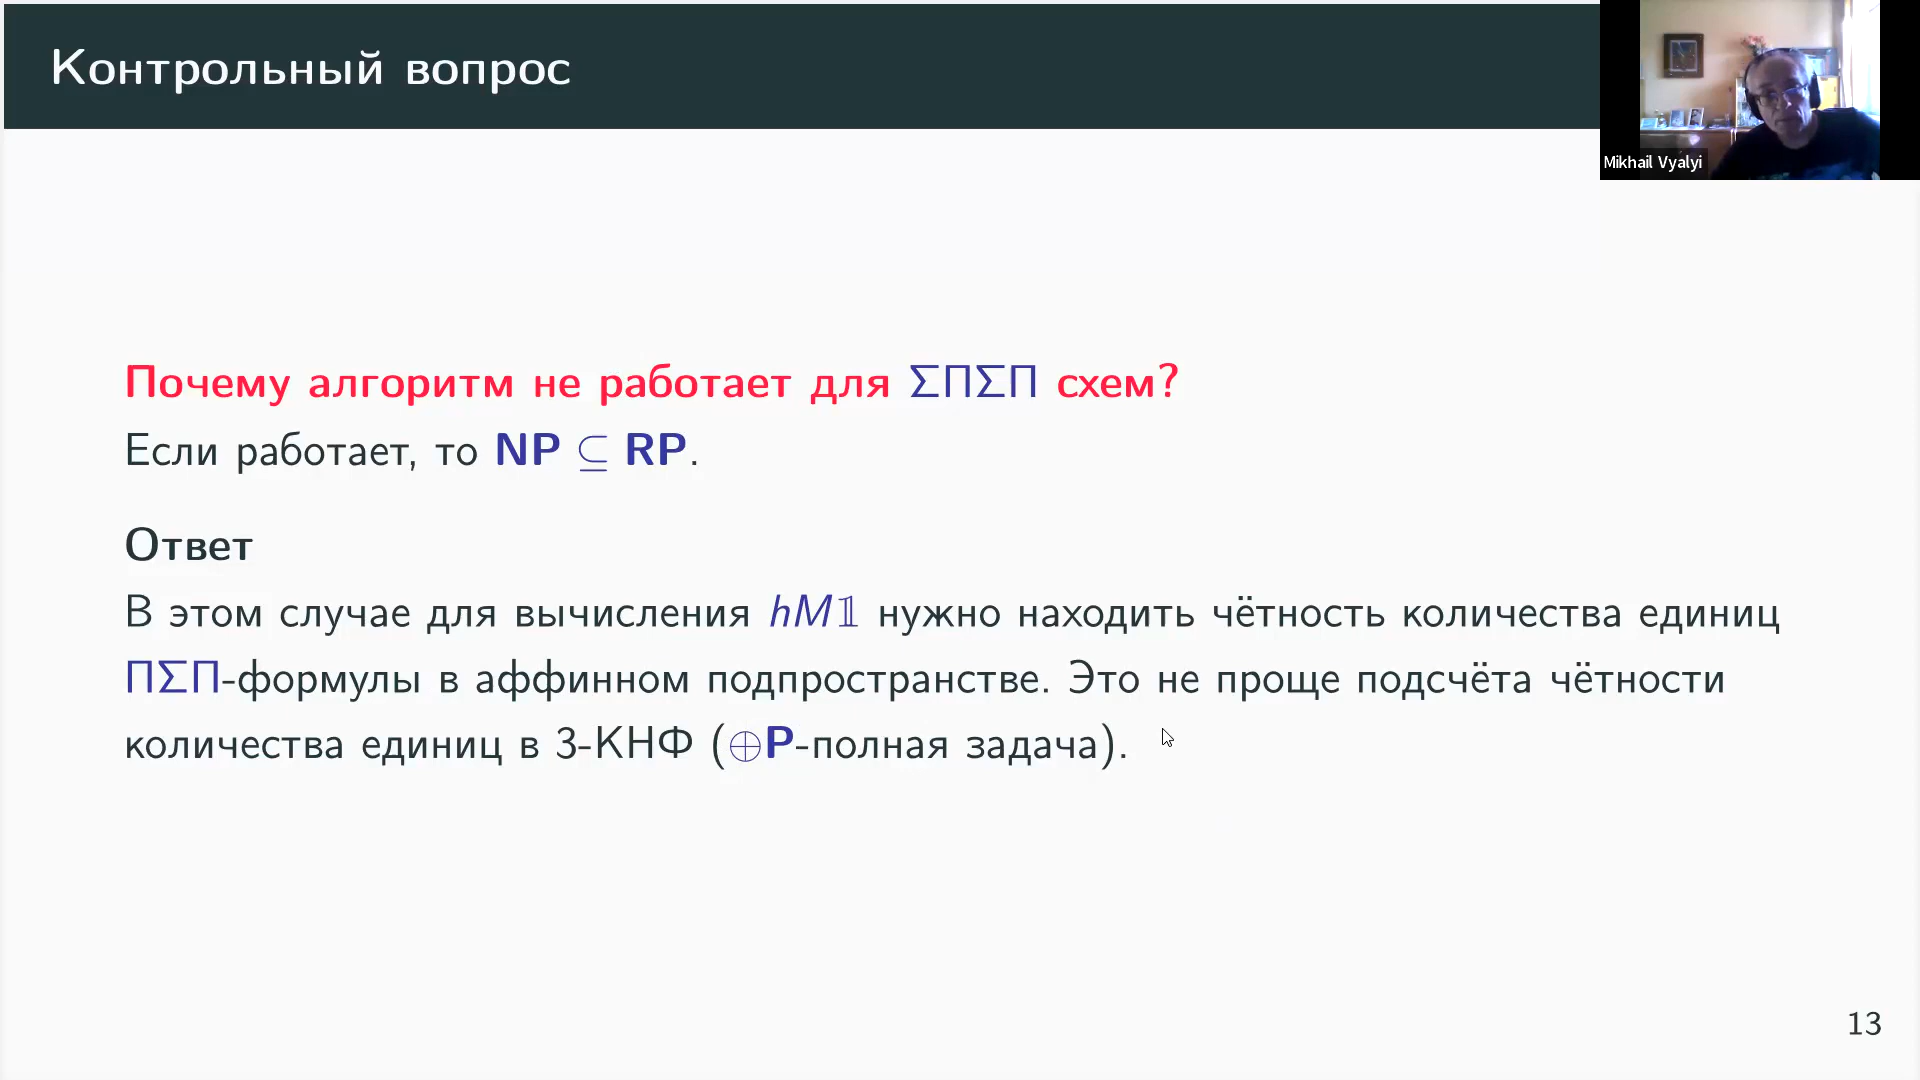 Контрольный вопрос
Mikhail Vyalyi
Почему алгоритм не работает для ΣΠΣΠ схем?
Если работает, то NP ⊆ RP.
Ответ
В этом случае для вычисления hM𝟙 нужно находить чётность количества единиц
ΠΣΠ-формулы в аффинном подпространстве. Это не проще подсчёта чётности
количества единиц в 3-КНФ (⊕P-полная задача).
13